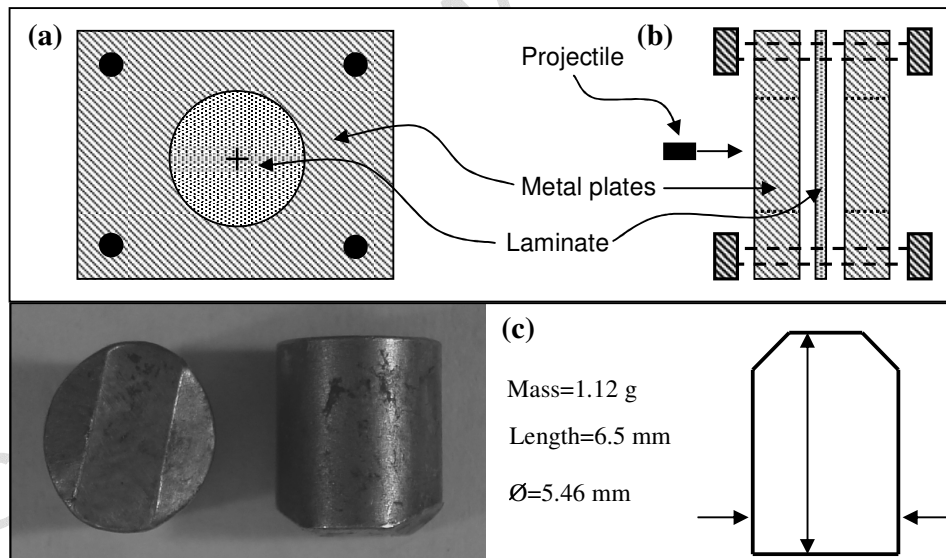 (a)
(b)
Projectile
Metal plates
Laminate
(c)
Mass=1.12 g
Length=6.5 mm
Ø=5.46 mm